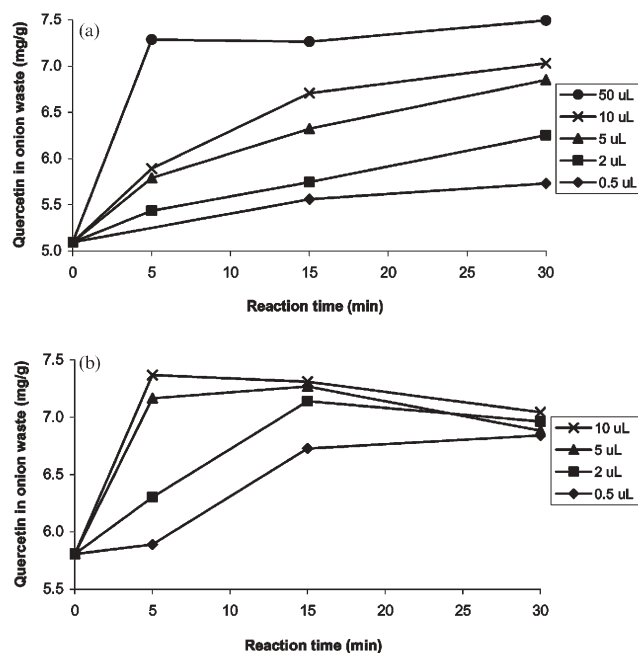 (a)
Quercetin in onion waste (mg/g)
7.5
7.0
6.5
6.0
5.5
5.0
0 5 10 15 20 25 30
Reaction time (min)
50 uL
10 uL
5 uL
2 uL
0.5 uL
(b)
Quercetin in onion waste (mg/g)
7.5
7.0
6.5
6.0
5.5
0 5 10 15 20 25 30
Reaction time (min)
10 uL
5 uL
2 uL
0.5 uL